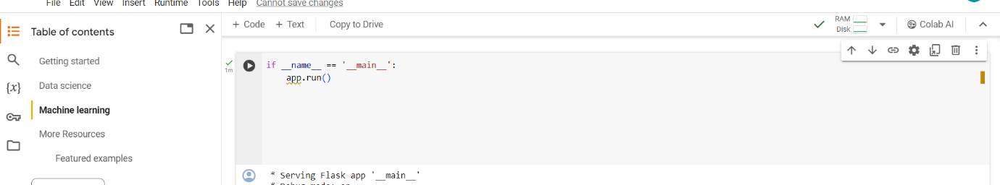 File Edit View Insert Runtime Tools Help Cannot save changes
Table of contents
+ Code + Text Copy to Drive
RAM
Disk
Colab AI
Getting started
Data science
Machine learning
More Resources
Featured examples
{x}
1m
if __name__ == '__main__':
    app.run()
* Serving Flask app '__main__'